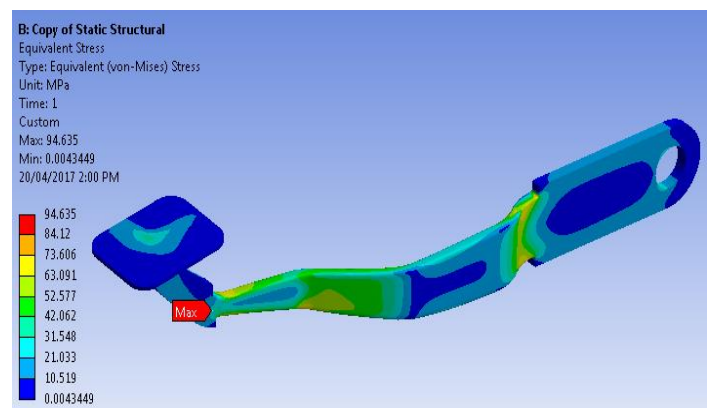 B: Copy of Static Structural
Equivalent Stress
Type: Equivalent (von-Mises) Stress
Unit: MPa
Time: 1
Custom
Max: 94.635
Min: 0.0043449
20/04/2017 2:00 PM
94.635
84.12
73.606
63.091
52.577
42.062
31.548
21.033
10.519
0.0043449
Max